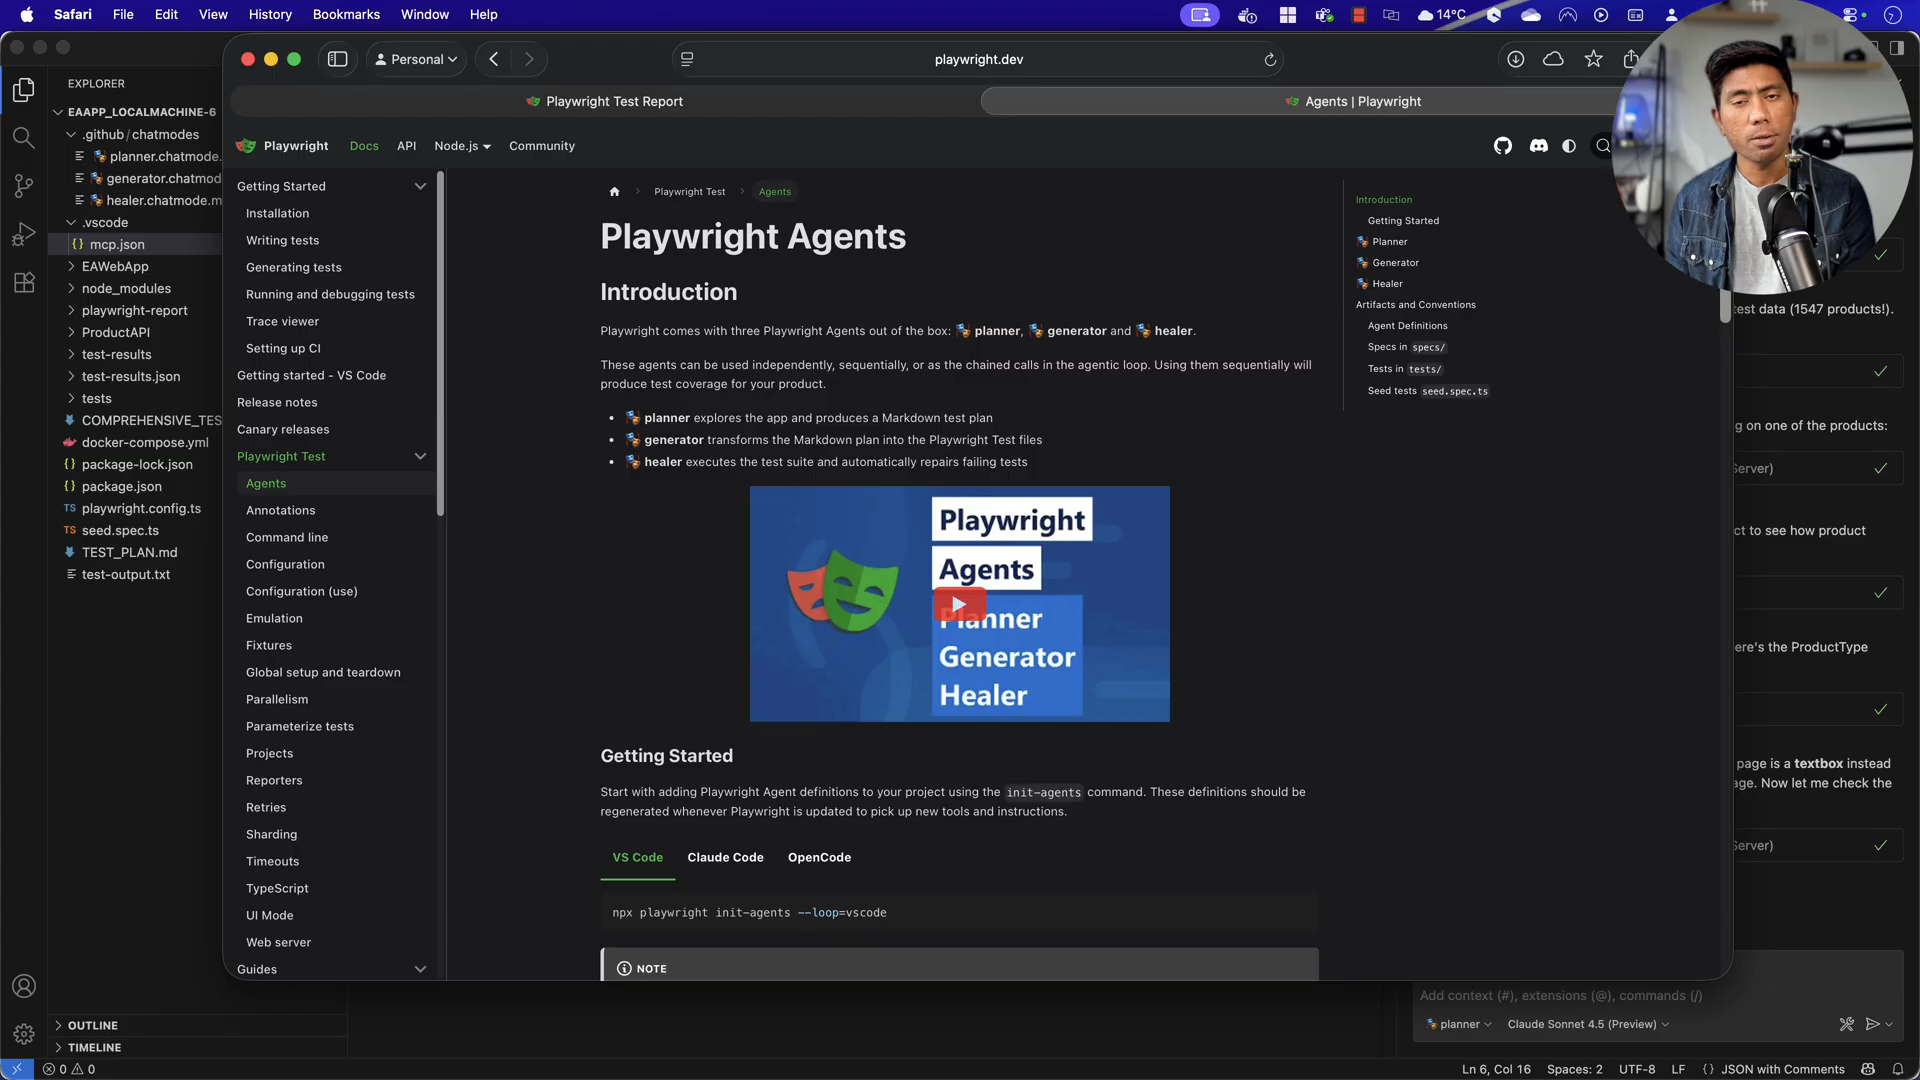 Safari File Edit View History Bookmarks Window Help
14°C
EXPLORER
EAAPP_LOCALMACHINE-6
.github / chatmodes
planner.chatmode.
generator.chatmod
healer.chatmode.m
.vscode
{} mcp.json
EAWebApp
node_modules
playwright-report
ProductAPI
test-results
test-results.json
tests
COMPREHENSIVE_TES
docker-compose.yml
{} package-lock.json
{} package.json
TS playwright.config.ts
TS seed.spec.ts
TEST_PLAN.md
test-output.txt
OUTLINE
TIMELINE
Personal
playwright.dev
Playwright Test Report
Agents | Playwright
Playwright Docs API Node.js Community
Getting Started
Installation
Writing tests
Generating tests
Running and debugging tests
Trace viewer
Setting up CI
Getting started - VS Code
Release notes
Canary releases
Playwright Test
Agents
Annotations
Command line
Configuration
Configuration (use)
Emulation
Fixtures
Global setup and teardown
Parallelism
Parameterize tests
Projects
Reporters
Retries
Sharding
Timeouts
TypeScript
UI Mode
Web server
Guides
Playwright Test
Agents
Playwright Agents
Introduction
Playwright comes with three Playwright Agents out of the box: planner, generator and healer.
These agents can be used independently, sequentially, or as the chained calls in the agentic loop. Using them sequentially will
produce test coverage for your product.
• planner explores the app and produces a Markdown test plan
• generator transforms the Markdown plan into the Playwright Test files
• healer executes the test suite and automatically repairs failing tests
Playwright
Agents
Planner
Generator
Healer
Getting Started
Start with adding Playwright Agent definitions to your project using the init-agents command. These definitions should be
regenerated whenever Playwright is updated to pick up new tools and instructions.
VS Code Claude Code OpenCode
npx playwright init-agents --loop=vscode
NOTE
Introduction
Getting Started
Planner
Generator
Healer
Artifacts and Conventions
Agent Definitions
Specs in specs/
Tests in tests/
Seed tests seed.spec.ts
test data (1547 products!).
g on one of the products:
Server)
ct to see how product
ere's the ProductType
page is a textbox instead
age. Now let me check the
Server)
Add context (#), extensions (@), commands (/)
planner Claude Sonnet 4.5 (Preview)
0 0
Ln 6, Col 16 Spaces: 2 UTF-8 LF {} JSON with Comments